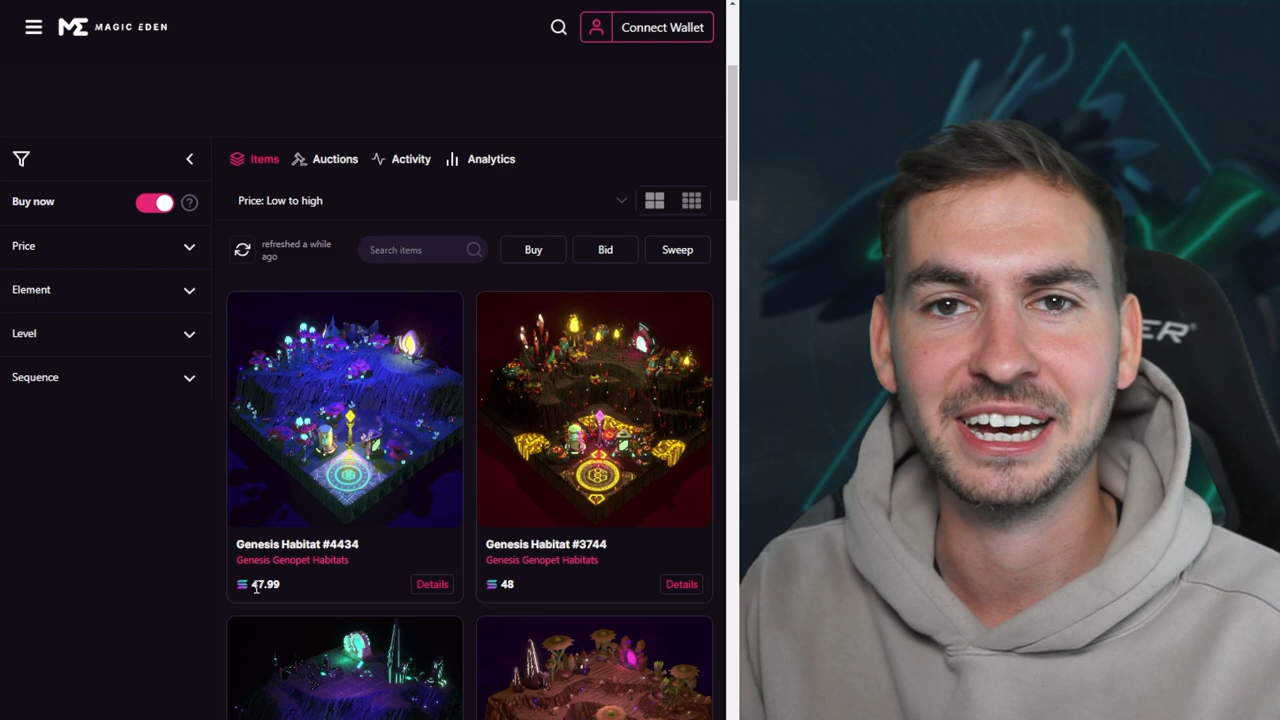 MAGIC EDEN
Connect Wallet
Items
Auctions
Activity
Analytics
Buy now
Price: Low to high
Price
refreshed a while
ago
Search items
Buy
Bid
Sweep
Element
Level
Sequence
Genesis Habitat #4434
Genesis Genopet Habitats
47.99
Details
Genesis Habitat #3744
Genesis Genopet Habitats
48
Details
ER